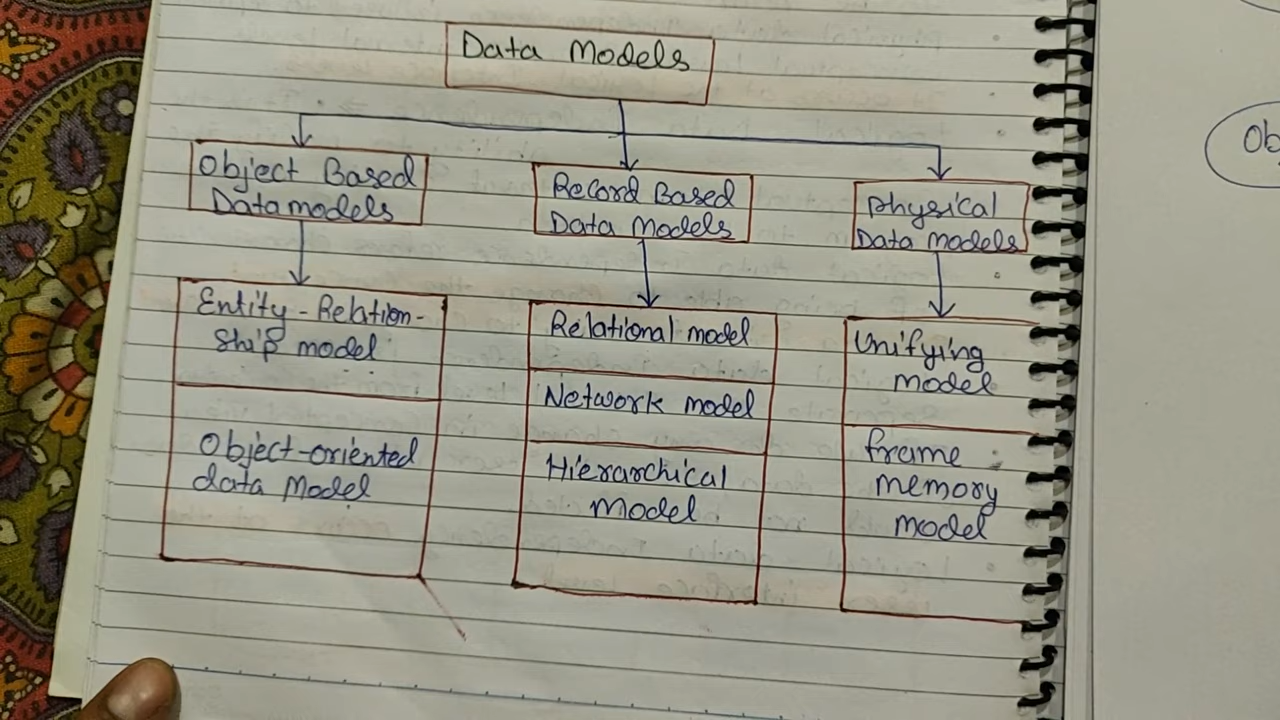 Data Models
Object Based
Datamodels
Record Based
Data Models
Physical
Data models
Entity-Relation-
Ship model
Object-oriented
data Model
Relational model
Network model
Hierarchical
Model
Unifying
model
frame
memory
model
Ob